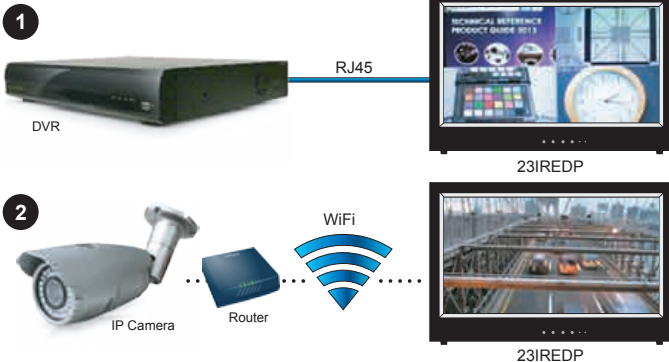 1
TECHNICAL REFERENCE
PRODUCT GUIDE 2013
RJ45
DVR
23IREDP
2
WiFi
IP Camera
Router
23IREDP